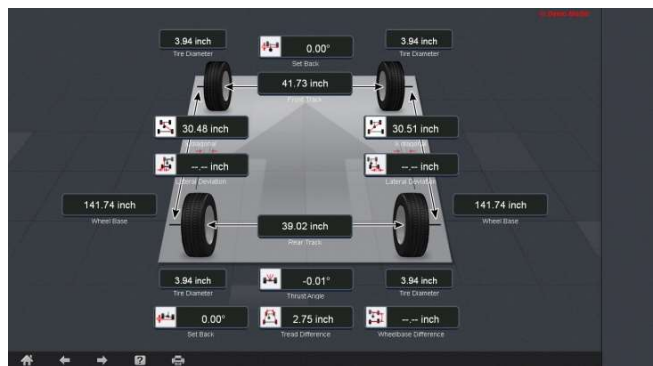 3.94 inch
Tire Diameter
0.00°
Set Back
3.94 inch
Tire Diameter
41.73 inch
Front Track
30.48 inch
30.51 inch
--.-- inch
Lateral Deviation
--.-- inch
Lateral Deviation
141.74 inch
Wheel Base
141.74 inch
Wheel Base
39.02 inch
Rear Track
3.94 inch
Tire Diameter
-0.01°
Thrust Angle
3.94 inch
Tire Diameter
0.00°
Set Back
2.75 inch
Tread Difference
--.-- inch
Wheelbase Difference
?